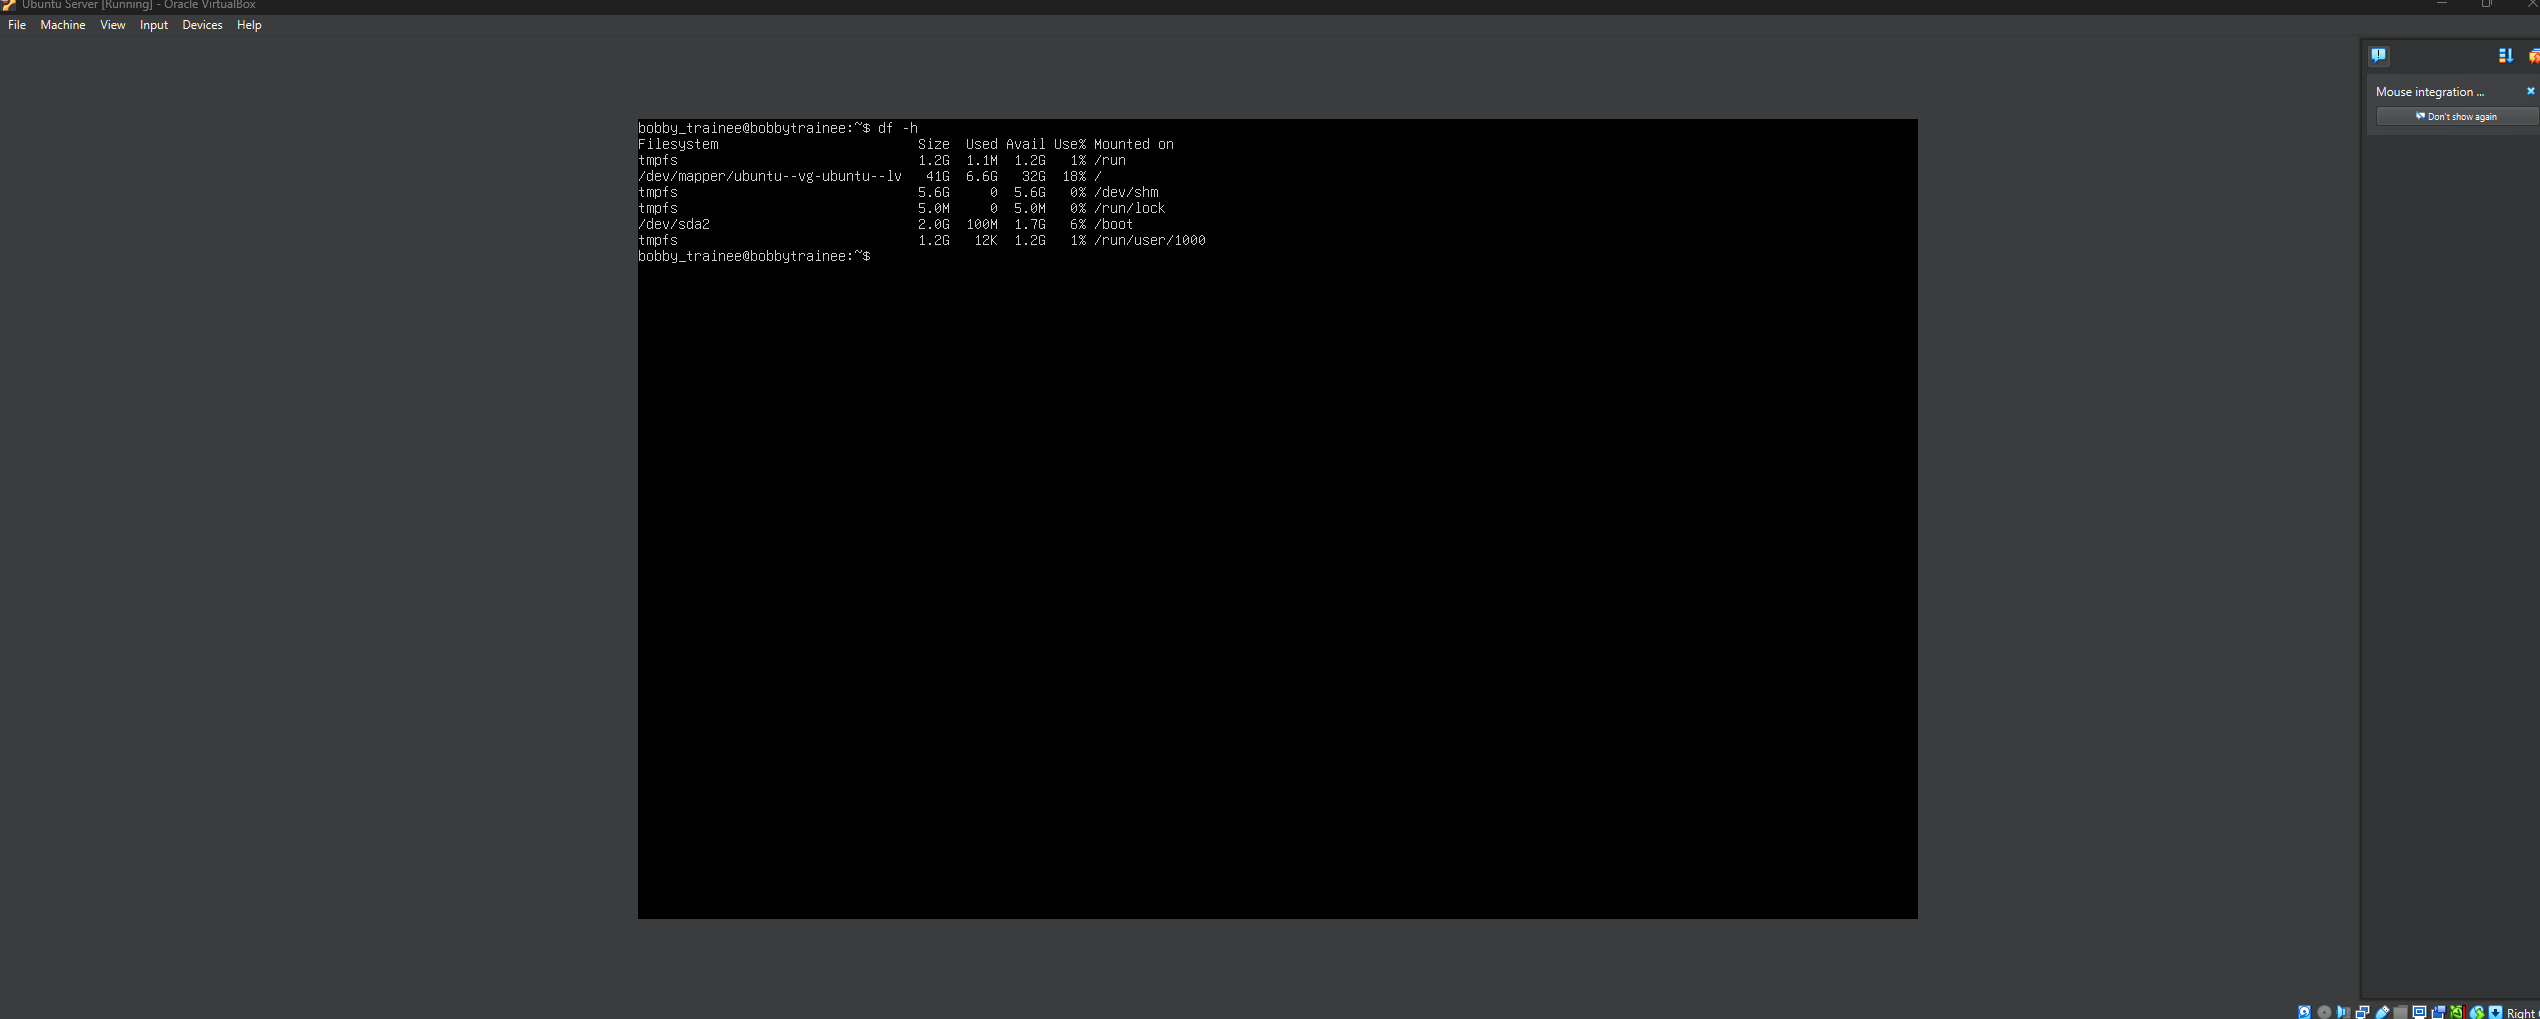 Ubuntu Server [Running] - Oracle VirtualBox
File Machine View Input Devices Help
Mouse integration ...
Don't show again
bobby_trainee@bobbytrainee:~$ df -h
Filesystem Size Used Avail Use% Mounted on
tmpfs 1.2G 1.1M 1.2G 1% /run
/dev/mapper/ubuntu--vg-ubuntu--lv 41G 6.6G 32G 18% /
tmpfs 5.6G 0 5.6G 0% /dev/shm
tmpfs 5.0M 0 5.0M 0% /run/lock
/dev/sda2 2.0G 100M 1.7G 6% /boot
tmpfs 1.2G 12K 1.2G 1% /run/user/1000
bobby_trainee@bobbytrainee:~$
Right